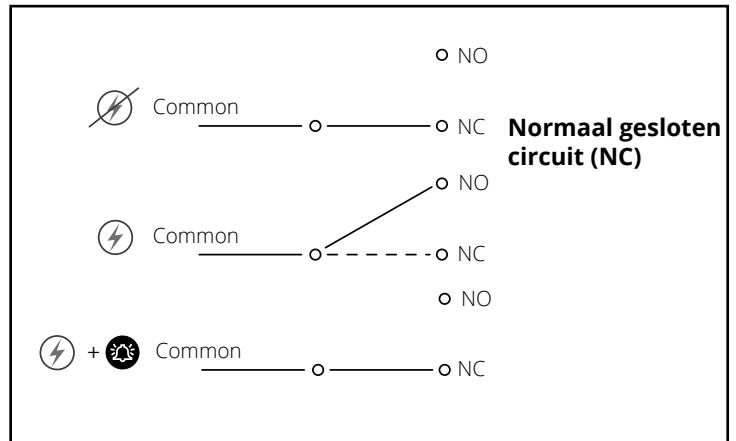 NO
Common
NC
Normaal gesloten
circuit (NC)
NO
Common
NC
NO
+ Common
NC